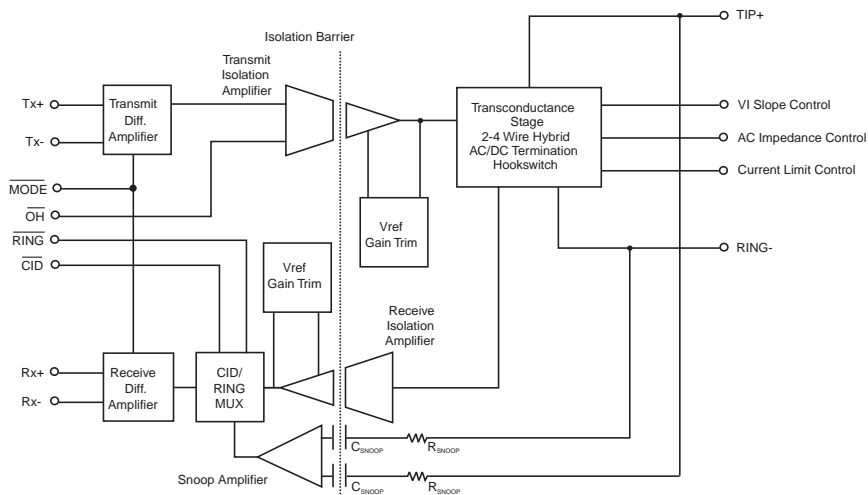 TIP+
Isolation Barrier
Transmit
Isolation
Amplifier
Tx+
Tx-
Transmit
Diff.
Amplifier
Transconductance
Stage
2-4 Wire Hybrid
AC/DC Termination
Hookswitch
VI Slope Control
AC Impedance Control
Current Limit Control
MODE
OH
RING
CID
Vref
Gain Trim
RING-
Vref
Gain Trim
Receive
Isolation
Amplifier
Rx+
Rx-
Receive
Diff.
Amplifier
CID/
RING
MUX
CSNOOP
RSNOOP
Snoop Amplifier
CSNOOP
RSNOOP